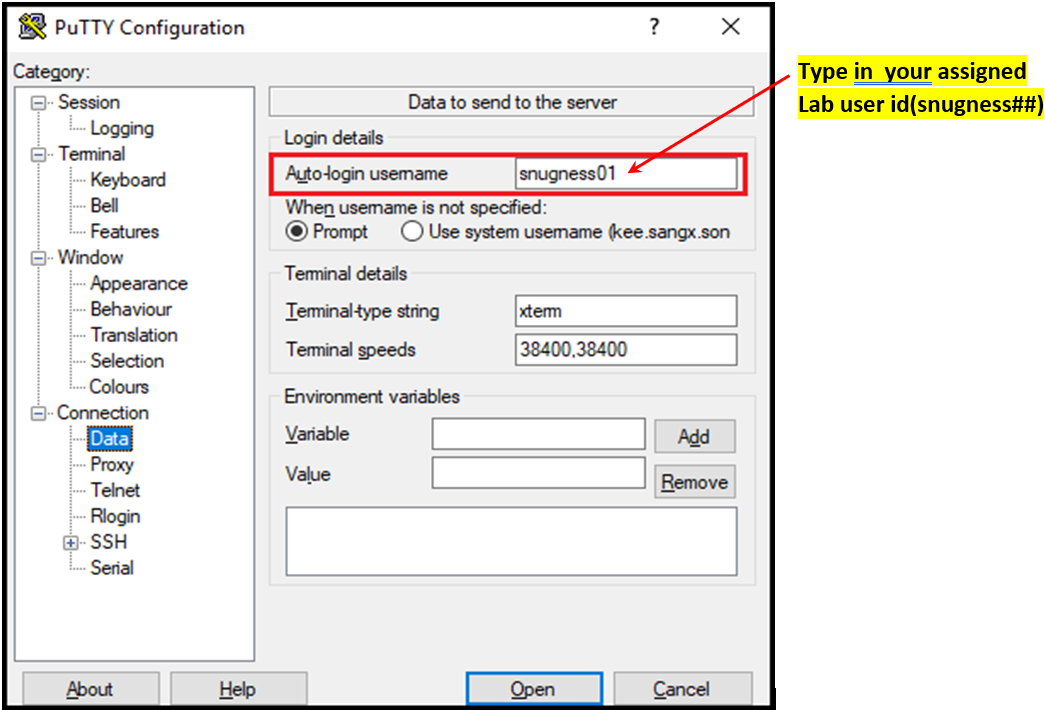 PuTTY Configuration
?
Category:
Session
Logging
Terminal
Keyboard
Bell
Features
Window
Appearance
Behaviour
Translation
Selection
Colours
Connection
Data
Proxy
Telnet
Rlogin
SSH
Serial
Data to send to the server
Login details
Auto-login username snugness01
When username is not specified:
Prompt Use system username (kee.sangx.son
Terminal details
Terminal-type string xterm
Terminal speeds 38400,38400
Environment variables
Variable Add
Value Remove
About Help Open Cancel
Type in your assigned
Lab user id(snugness##)